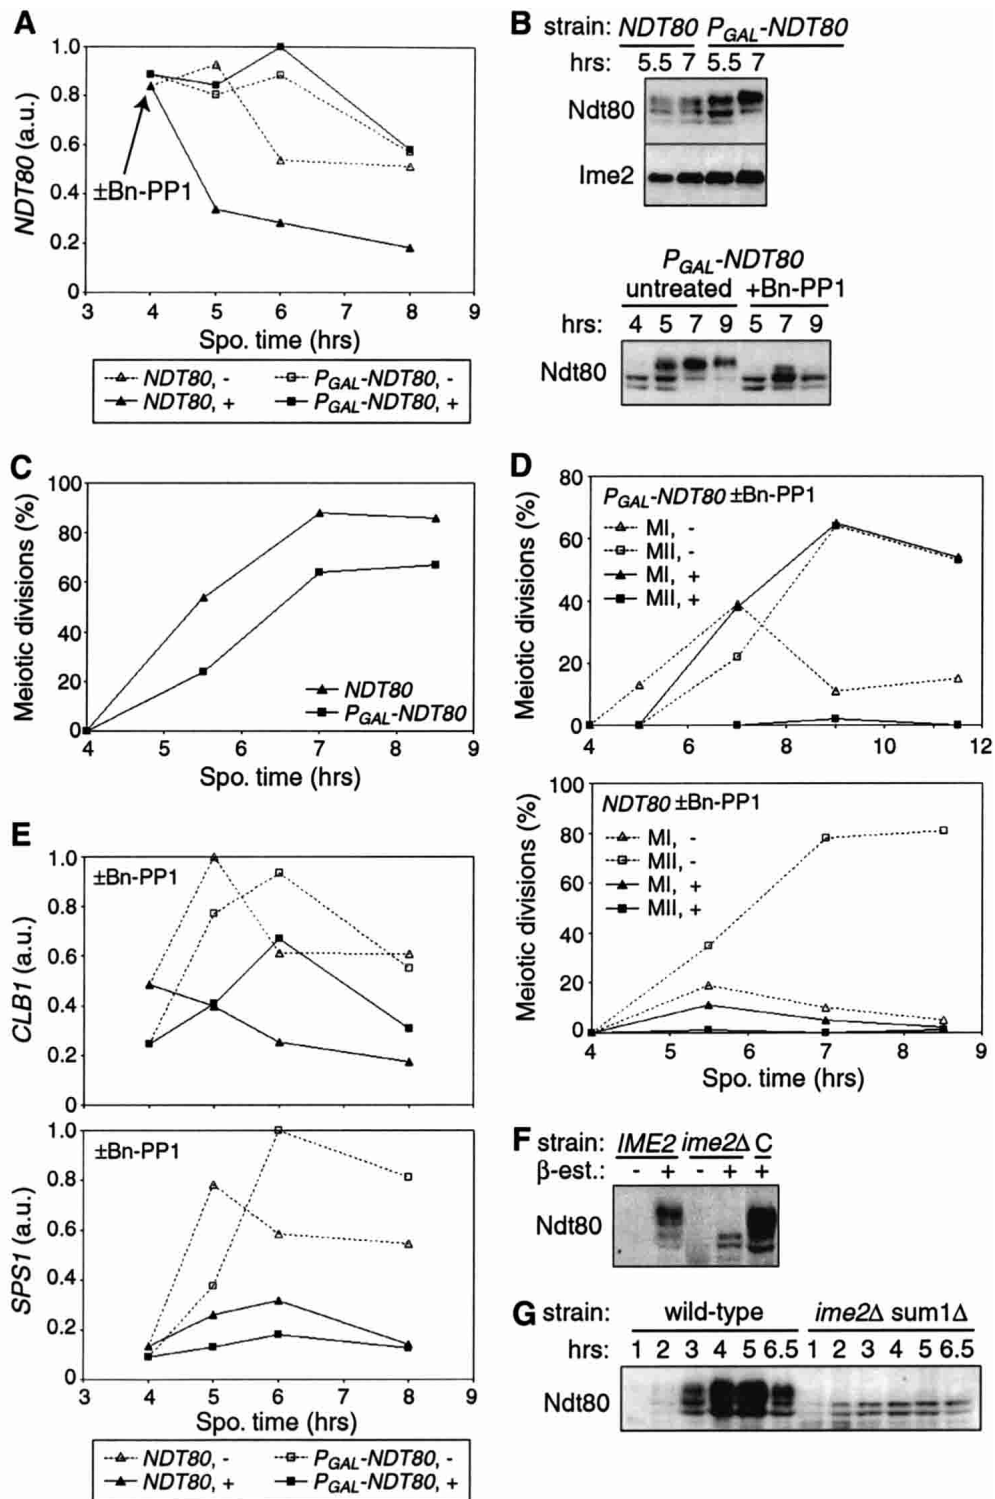 A
NDT80 (a.u.)
1.0
0.8
0.6
0.4
0.2
0
±Bn-PP1
3 4 5 6 7 8 9
Spo. time (hrs)
NDT80, - PGAL-NDT80, -
NDT80, + PGAL-NDT80, +
B
strain: NDT80 PGAL-NDT80
hrs: 5.5 7 5.5 7
Ndt80
Ime2
PGAL-NDT80
untreated +Bn-PP1
hrs: 4 5 7 9 5 7 9
Ndt80
C
Meiotic divisions (%)
100
80
60
40
20
0
NDT80
PGAL-NDT80
4 5 6 7 8 9
Spo. time (hrs)
D
Meiotic divisions (%)
80
60
40
20
0
PGAL-NDT80 ±Bn-PP1
MI, -
MII, -
MI, +
MII, +
4 6 8 10 12
Meiotic divisions (%)
100
80
60
40
20
0
NDT80 ±Bn-PP1
MI, -
MII, -
MI, +
MII, +
4 5 6 7 8 9
Spo. time (hrs)
E
CLB1 (a.u.)
1.0
0.8
0.6
0.4
0.2
0
±Bn-PP1
SPS1 (a.u.)
1.0
0.8
0.6
0.4
0.2
0
±Bn-PP1
3 4 5 6 7 8 9
Spo. time (hrs)
NDT80, - PGAL-NDT80, -
NDT80, + PGAL-NDT80, +
F
strain: IME2 ime2Δ C
β-est.: - + - + +
Ndt80
G
strain: wild-type ime2Δ sum1Δ
hrs: 1 2 3 4 5 6.5 1 2 3 4 5 6.5
Ndt80